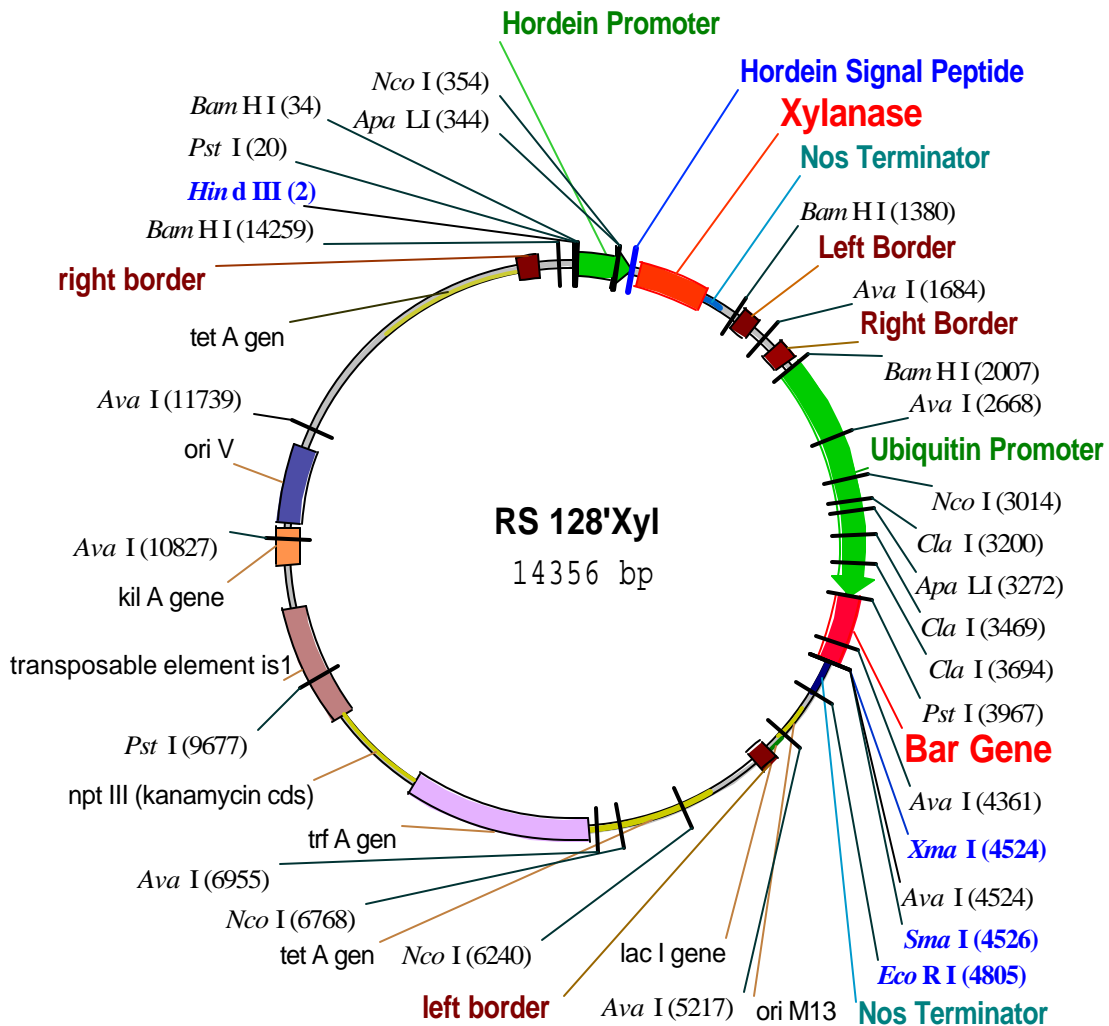 Hordein Promoter
Nco I (354)
Hordein Signal Peptide
Bam H I (34)
Apa LI (344)
Xylanase
Pst I (20)
Nos Terminator
Hin d III (2)
Bam H I (14259)
Bam H I (1380)
Left Border
right border
Ava I (1684)
Right Border
tet A gen
Bam H I (2007)
Ava I (11739)
Ava I (2668)
ori V
Ubiquitin Promoter
Nco I (3014)
RS 128'Xyl
14356 bp
Ava I (10827)
Cla I (3200)
kil A gene
Apa LI (3272)
Cla I (3469)
transposable element is1
Cla I (3694)
Pst I (3967)
Pst I (9677)
Bar Gene
npt III (kanamycin cds)
Ava I (4361)
trf A gen
Xma I (4524)
Ava I (6955)
Ava I (4524)
Nco I (6768)
Sma I (4526)
tet A gen
Nco I (6240)
lac I gene
Eco R I (4805)
left border
Ava I (5217)
ori M13
Nos Terminator